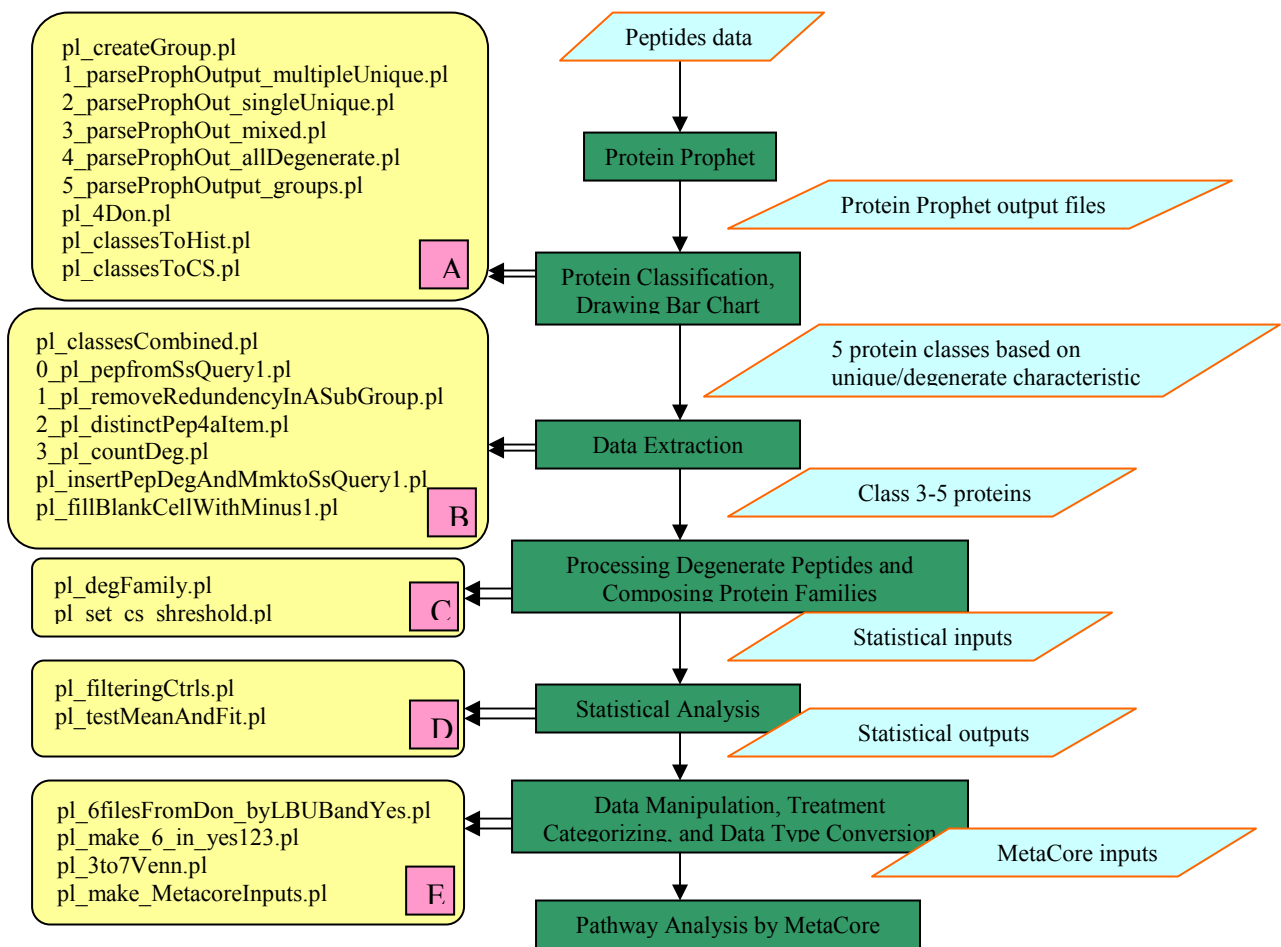 pl_createGroup.pl
1_parseProphOutput_multipleUnique.pl
2_parseProphOut_singleUnique.pl
3_parseProphOut_mixed.pl
4_parseProphOut_allDegenerate.pl
5_parseProphOutput_groups.pl
pl_4Don.pl
pl_classesToHist.pl
pl_classesToCS.pl
A
pl_classesCombined.pl
0_pl_pepfromSsQuery1.pl
1_pl_removeRedundencyInASubGroup.pl
2_pl_distinctPep4aItem.pl
3_pl_countDeg.pl
pl_insertPepDegAndMmktoSsQuery1.pl
pl_fillBlankCellWithMinus1.pl
B
pl_degFamily.pl
pl_set_cs_shreshold.pl
C
pl_filteringCtrls.pl
pl_testMeanAndFit.pl
D
pl_6filesFromDon_byLBUBandYes.pl
pl_make_6_in_yes123.pl
pl_3to7Venn.pl
pl_make_MetacoreInputs.pl
E
Peptides data
Protein Prophet
Protein Prophet output files
Protein Classification,
Drawing Bar Chart
5 protein classes based on
unique/degenerate characteristic
Data Extraction
Class 3-5 proteins
Processing Degenerate Peptides and
Composing Protein Families
Statistical inputs
Statistical Analysis
Statistical outputs
Data Manipulation, Treatment
Categorizing, and Data Type Conversion
MetaCore inputs
Pathway Analysis by MetaCore